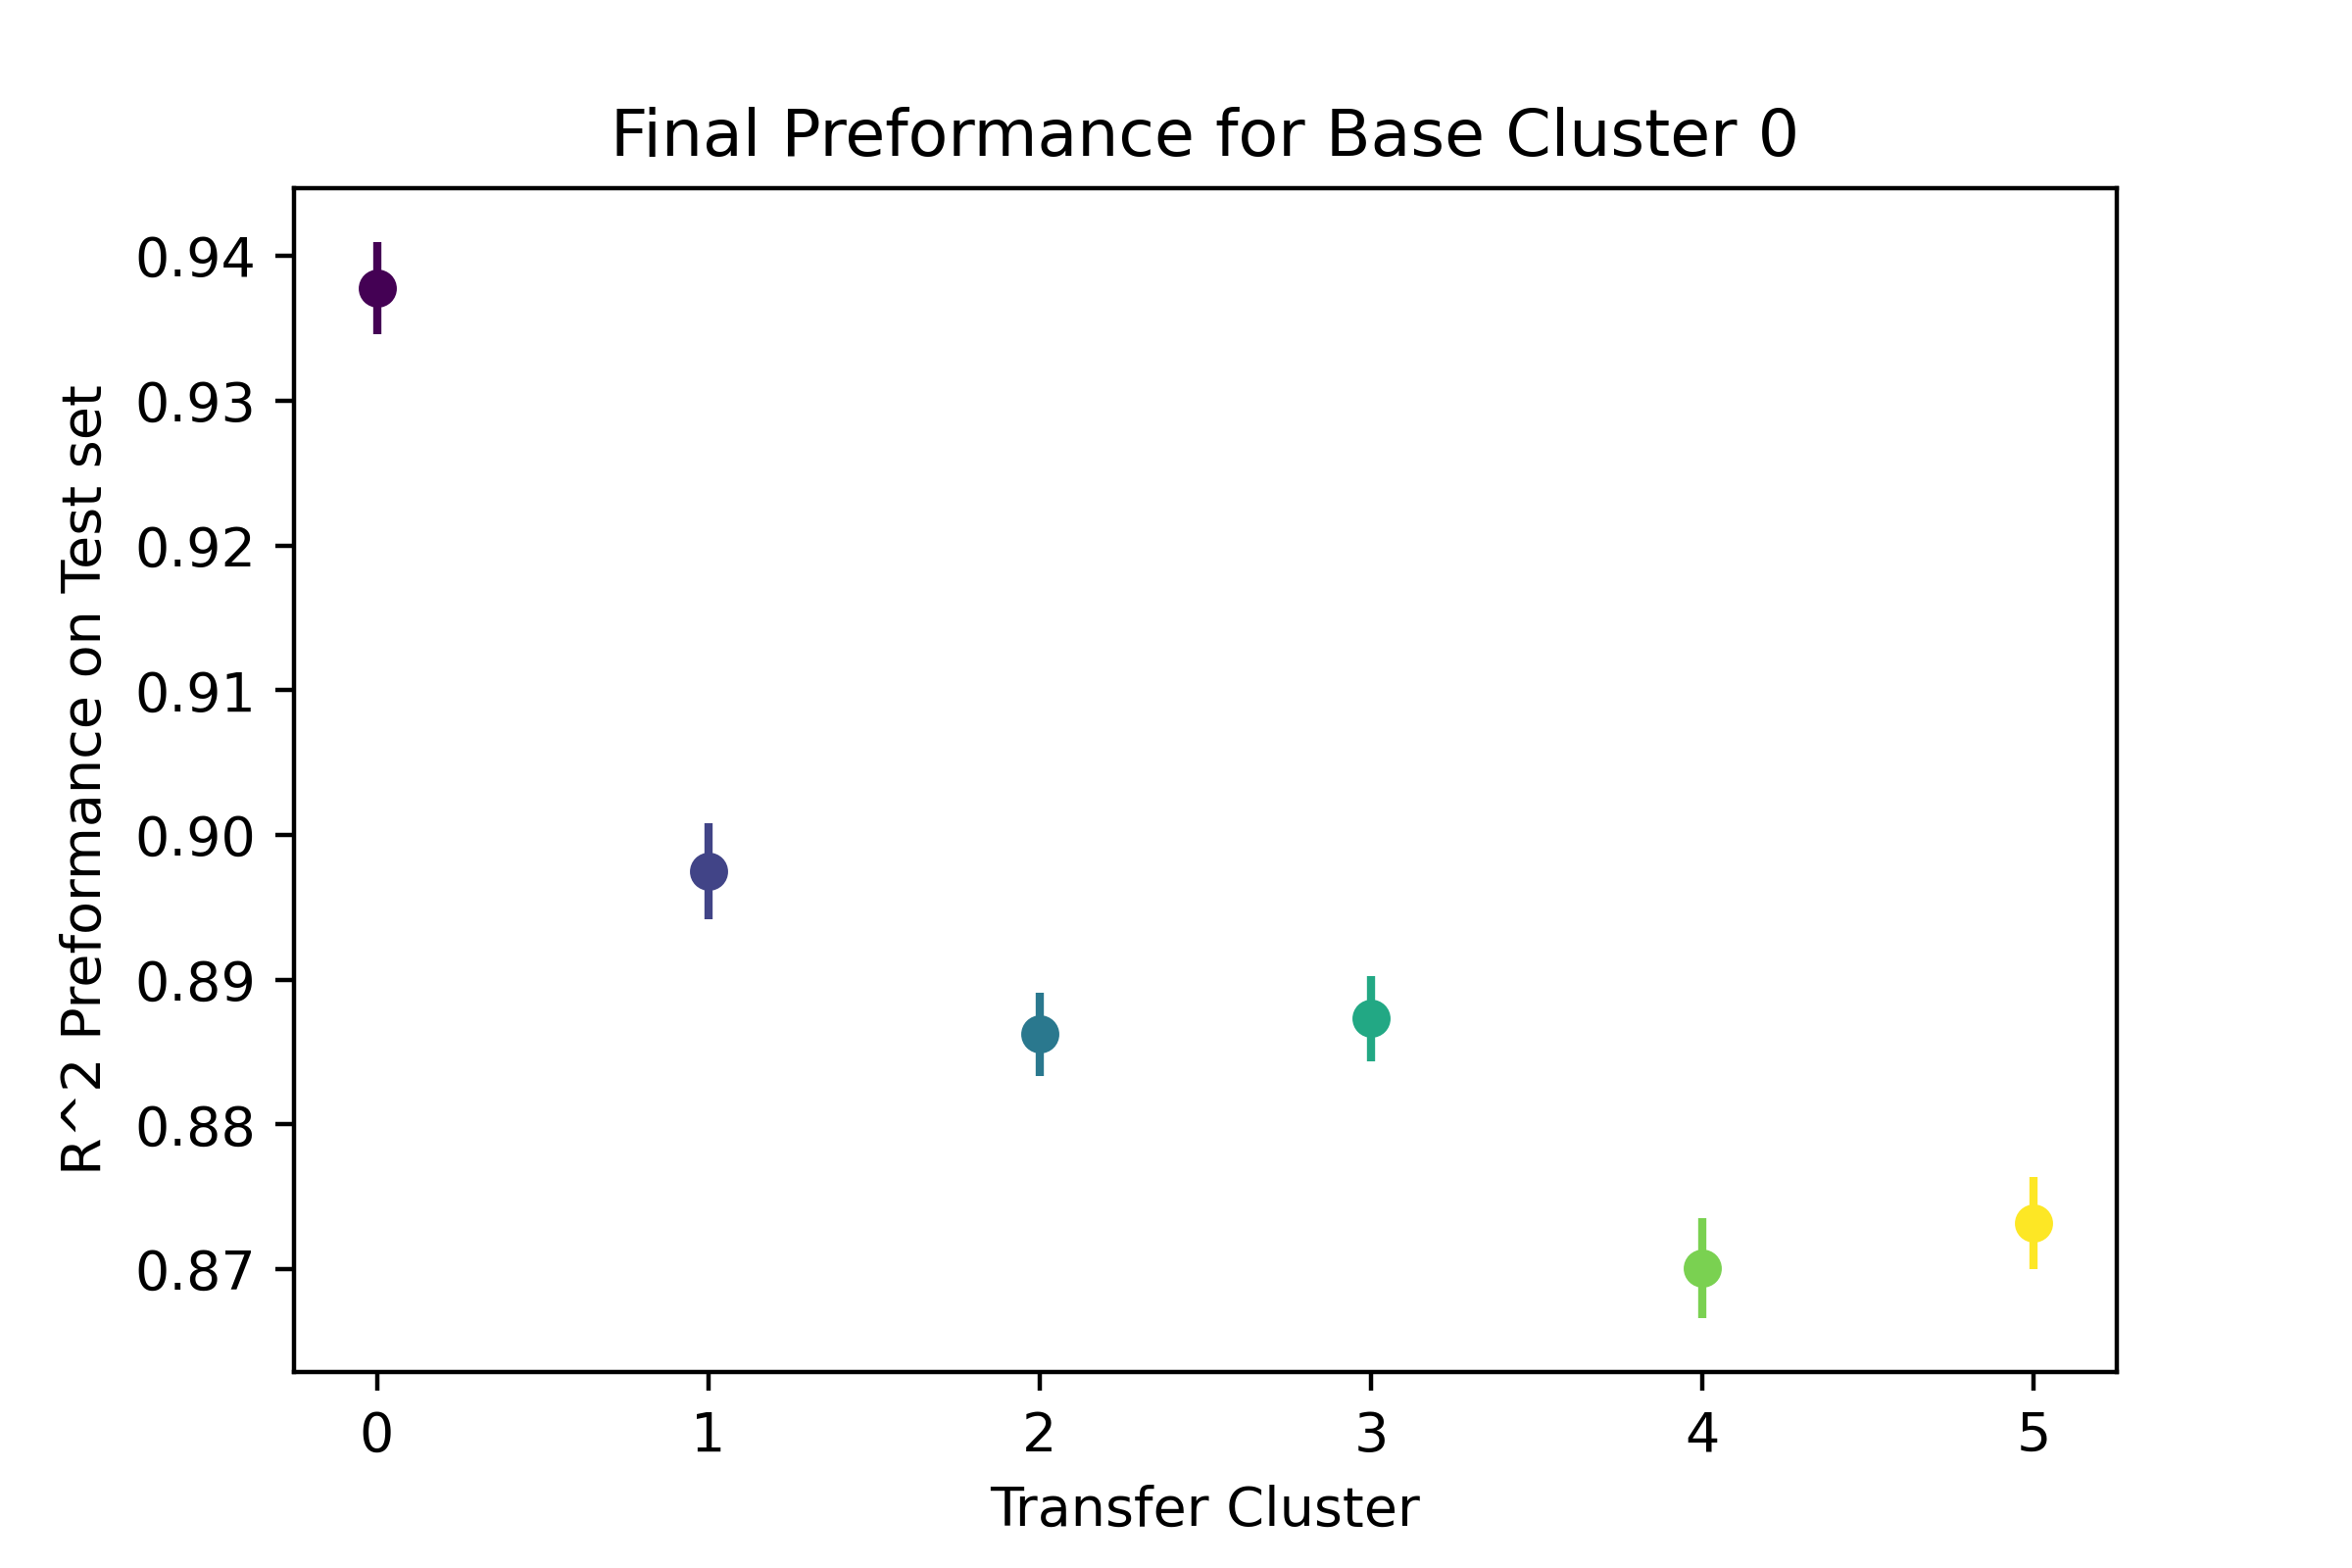 Final Preformance for Base Cluster 0
R^2 Preformance on Test set
0.94
0.93
0.92
0.91
0.90
0.89
0.88
0.87
0 1 2 3 4 5
Transfer Cluster